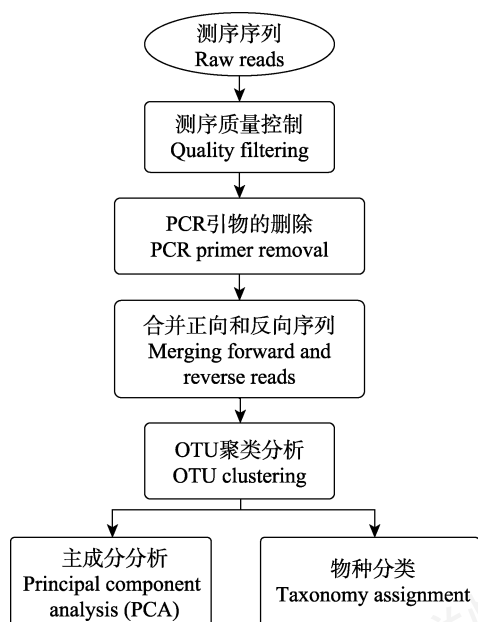 测序序列
Raw reads
测序质量控制
Quality filtering
PCR引物的删除
PCR primer removal
合并正向和反向序列
Merging forward and
reverse reads
OTU聚类分析
OTU clustering
主成分分析
Principal component
analysis (PCA)
物种分类
Taxonomy assignment